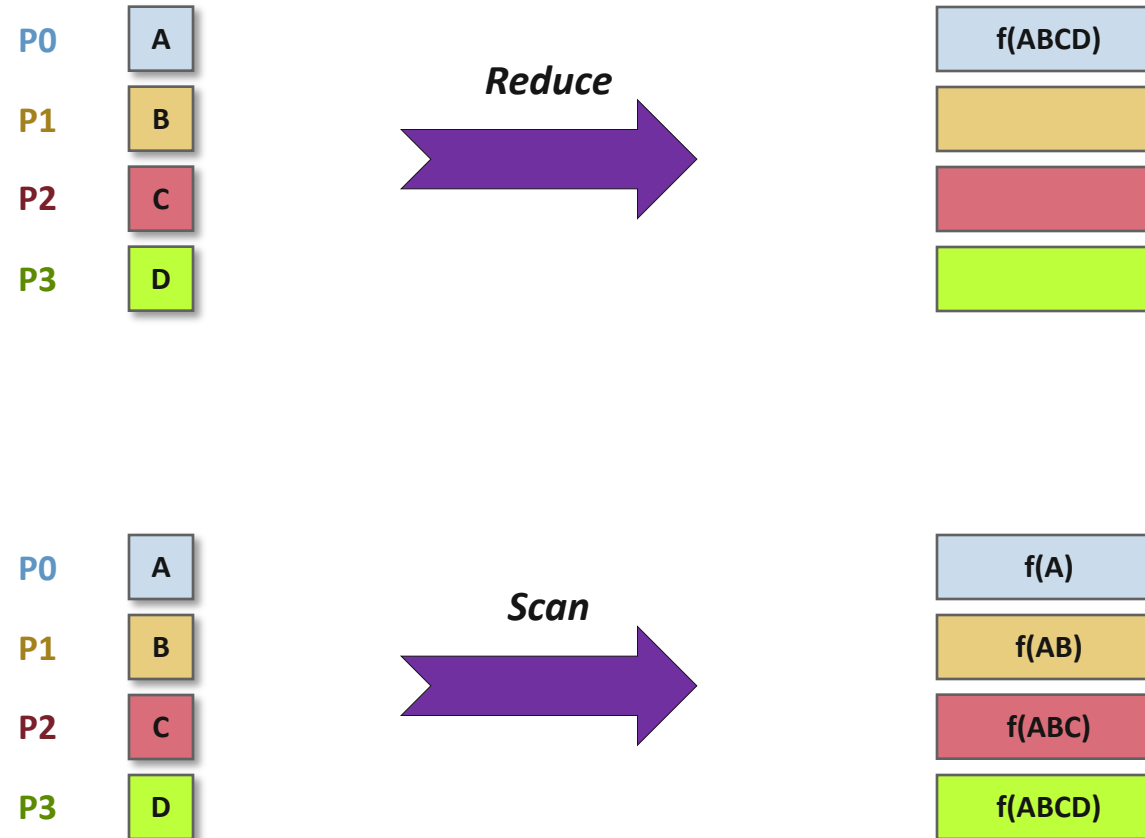 P0 A f(ABCD)
Reduce
P1 B
P2 C
P3 D
P0 A f(A)
Scan
P1 B f(AB)
P2 C f(ABC)
P3 D f(ABCD)